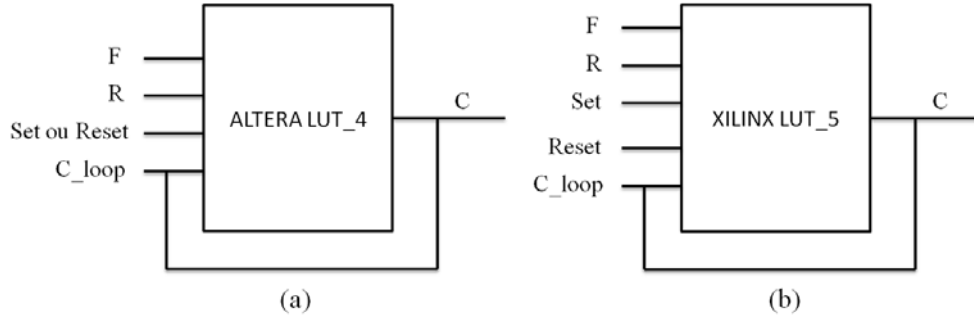 F
R
Set ou Reset
C_loop
ALTERA LUT_4
C
(a)
F
R
Set
Reset
C_loop
XILINX LUT_5
C
(b)